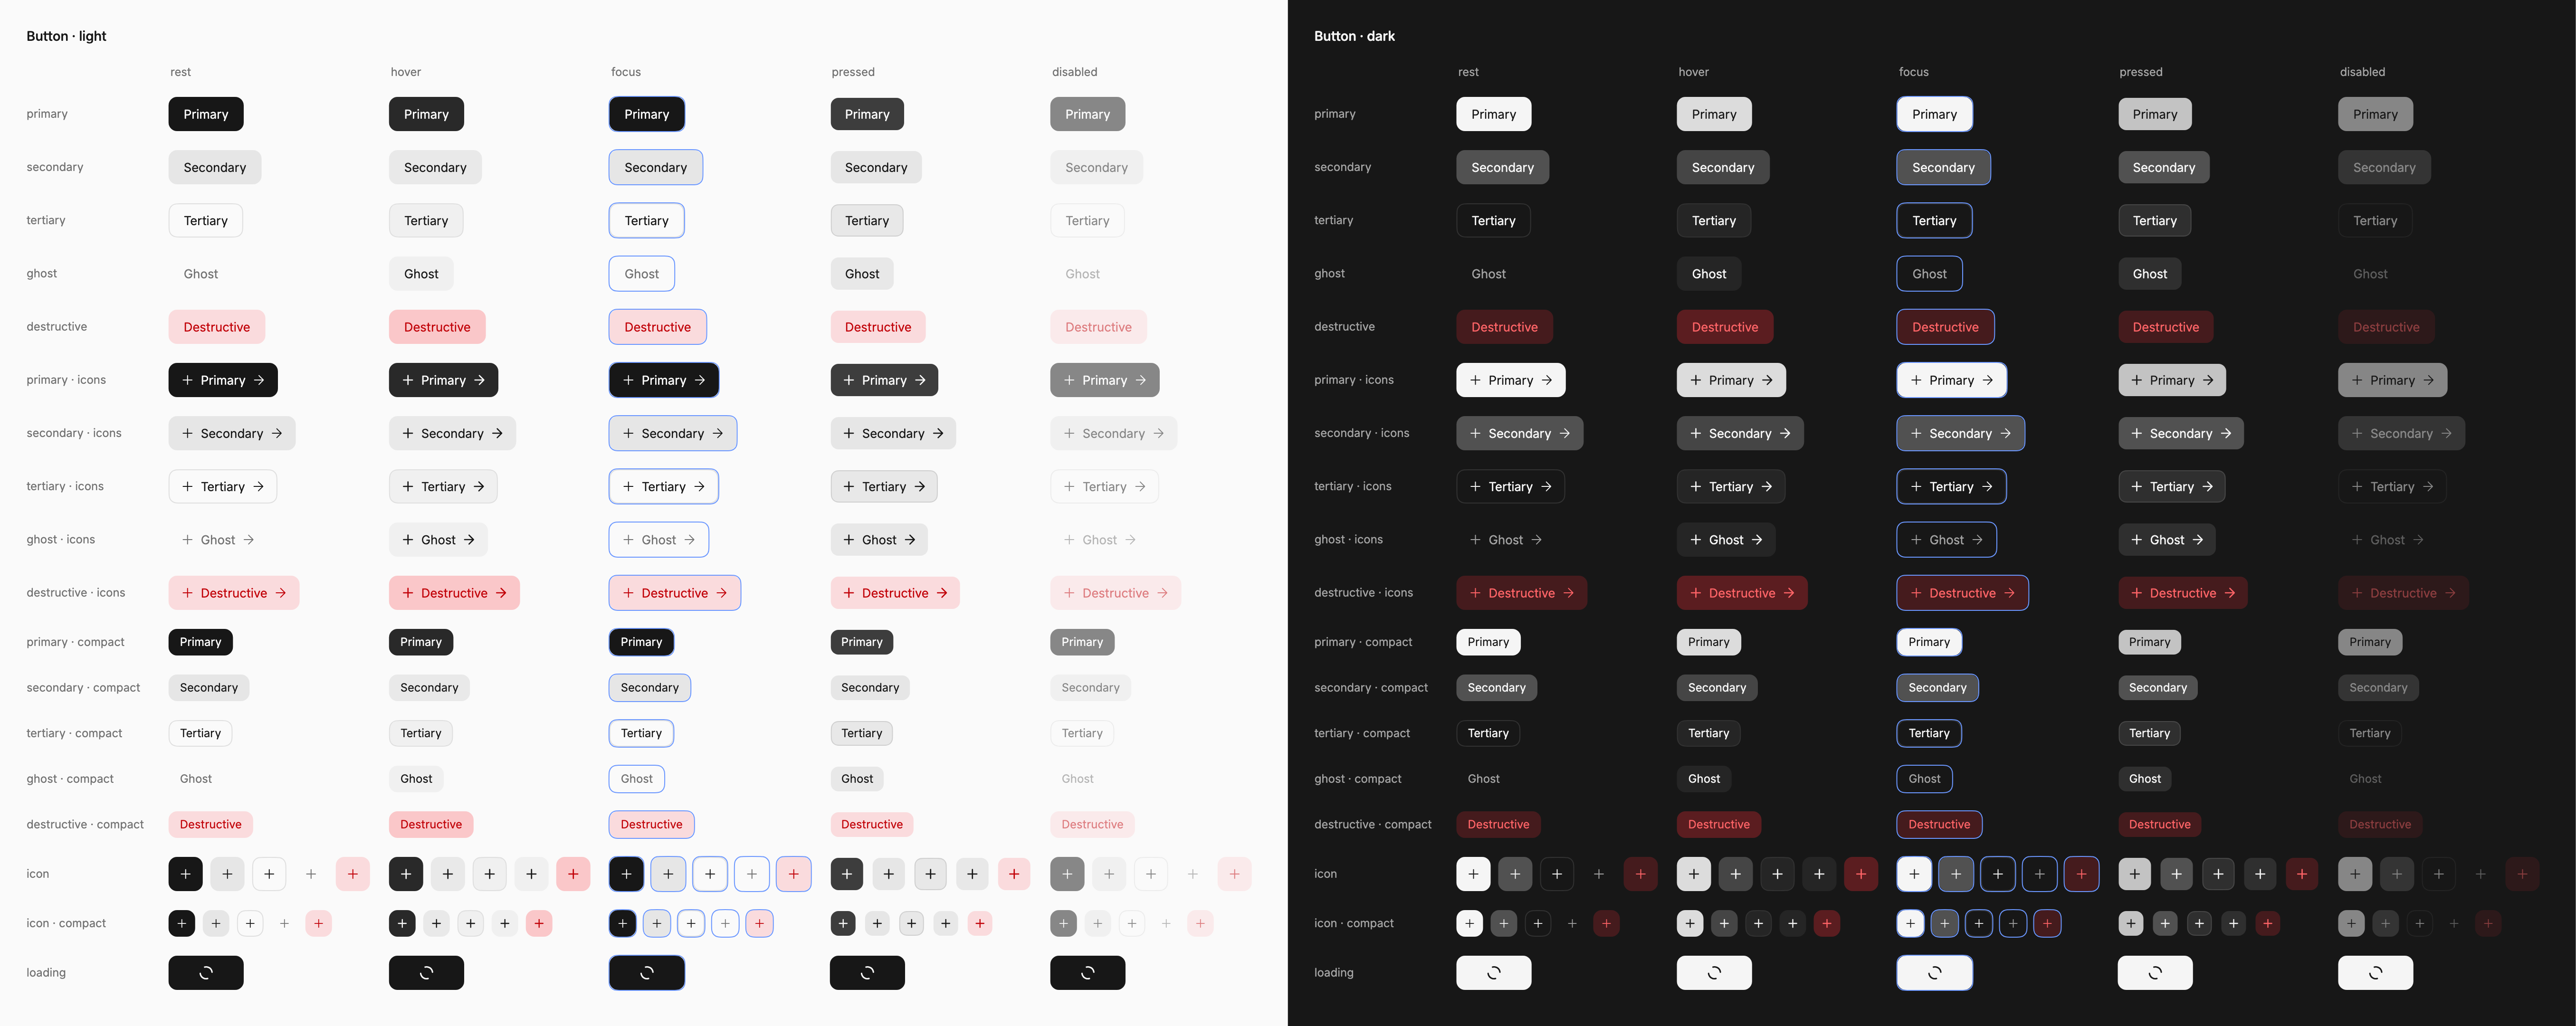 Button · light
rest hover focus pressed disabled
primary Primary Primary Primary Primary Primary
secondary Secondary Secondary Secondary Secondary Secondary
tertiary Tertiary Tertiary Tertiary Tertiary Tertiary
ghost Ghost Ghost Ghost Ghost Ghost
destructive Destructive Destructive Destructive Destructive Destructive
primary · icons + Primary → + Primary → + Primary → + Primary → + Primary →
secondary · icons + Secondary → + Secondary → + Secondary → + Secondary → + Secondary →
tertiary · icons + Tertiary → + Tertiary → + Tertiary → + Tertiary → + Tertiary →
ghost · icons + Ghost → + Ghost → + Ghost → + Ghost → + Ghost →
destructive · icons + Destructive → + Destructive → + Destructive → + Destructive → + Destructive →
primary · compact Primary Primary Primary Primary Primary
secondary · compact Secondary Secondary Secondary Secondary Secondary
tertiary · compact Tertiary Tertiary Tertiary Tertiary Tertiary
ghost · compact Ghost Ghost Ghost Ghost Ghost
destructive · compact Destructive Destructive Destructive Destructive Destructive
icon + + + + + + + + + + + + + + + + + + + + + + + + +
icon · compact + + + + + + + + + + + + + + + + + + + + + + + + +
loading
Button · dark
rest hover focus pressed disabled
primary Primary Primary Primary Primary Primary
secondary Secondary Secondary Secondary Secondary Secondary
tertiary Tertiary Tertiary Tertiary Tertiary Tertiary
ghost Ghost Ghost Ghost Ghost Ghost
destructive Destructive Destructive Destructive Destructive Destructive
primary · icons + Primary → + Primary → + Primary → + Primary → + Primary →
secondary · icons + Secondary → + Secondary → + Secondary → + Secondary → + Secondary →
tertiary · icons + Tertiary → + Tertiary → + Tertiary → + Tertiary → + Tertiary →
ghost · icons + Ghost → + Ghost → + Ghost → + Ghost → + Ghost →
destructive · icons + Destructive → + Destructive → + Destructive → + Destructive → + Destructive →
primary · compact Primary Primary Primary Primary Primary
secondary · compact Secondary Secondary Secondary Secondary Secondary
tertiary · compact Tertiary Tertiary Tertiary Tertiary Tertiary
ghost · compact Ghost Ghost Ghost Ghost Ghost
destructive · compact Destructive Destructive Destructive Destructive Destructive
icon + + + + + + + + + + + + + + + + + + + + + + + + +
icon · compact + + + + + + + + + + + + + + + + + + + + + + + + +
loading